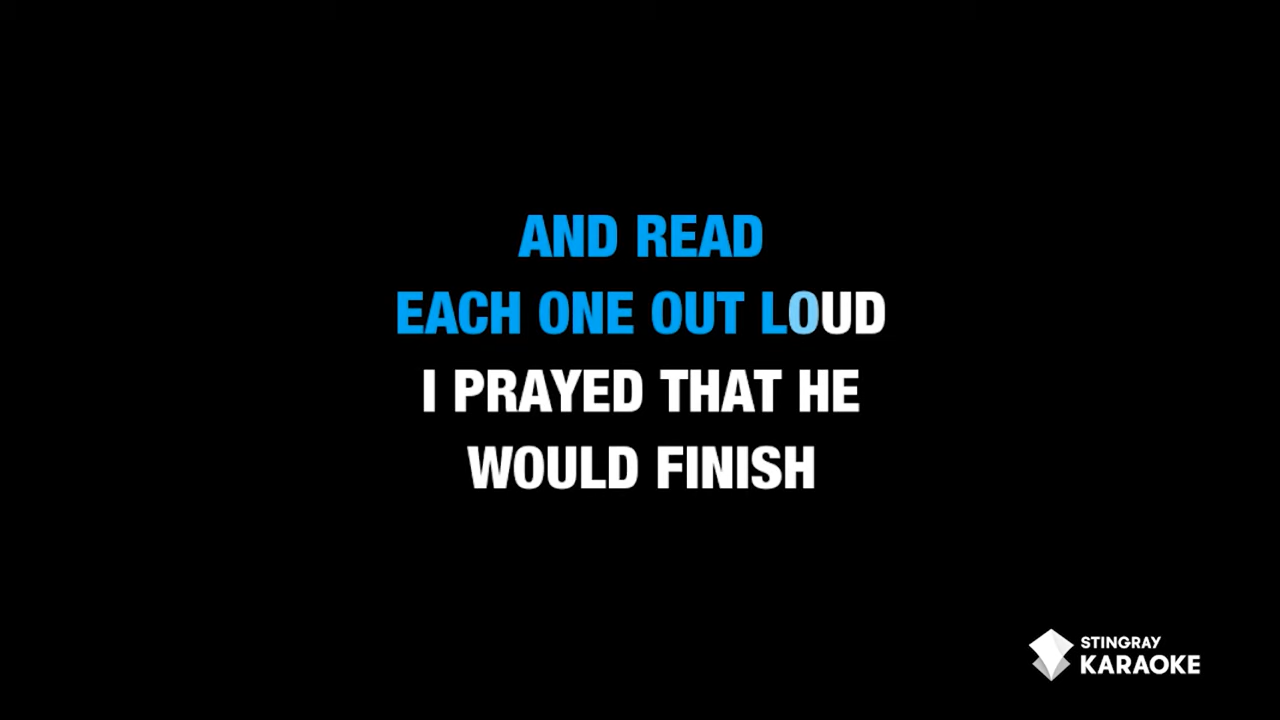 AND READ
EACH ONE OUT LOUD
I PRAYED THAT HE
WOULD FINISH
STINGRAY
KARAOKE